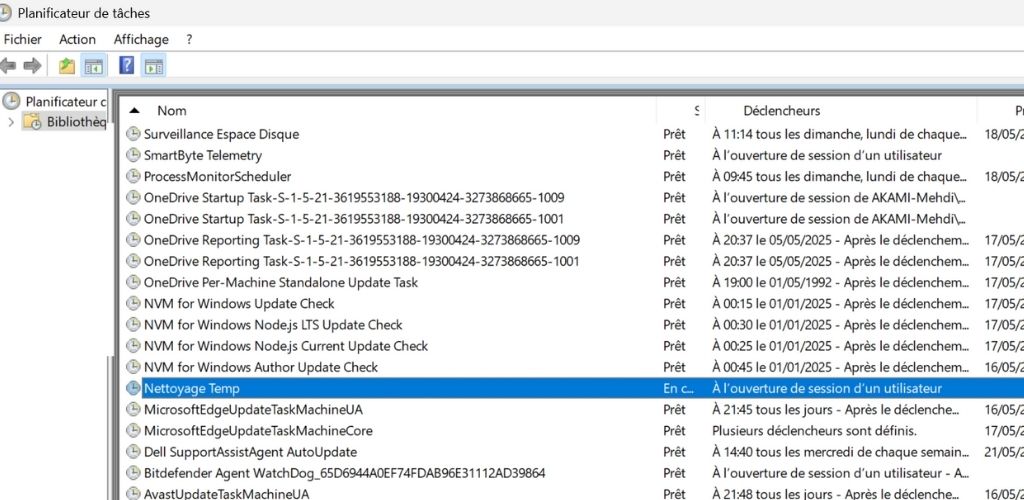 Planificateur de tâches
Fichier Action Affichage ?
Planificateur c
Bibliothèq
Nom S Déclencheurs Pr
Surveillance Espace Disque Prêt À 11:14 tous les dimanche, lundi de chaque... 18/05/2
SmartByte Telemetry Prêt À l'ouverture de session d'un utilisateur
ProcessMonitorScheduler Prêt À 09:45 tous les dimanche, lundi de chaque... 18/05/2
OneDrive Startup Task-S-1-5-21-3619553188-19300424-3273868665-1009 Prêt À l'ouverture de session de AKAMI-Mehdi\...
OneDrive Startup Task-S-1-5-21-3619553188-19300424-3273868665-1001 Prêt À l'ouverture de session de AKAMI-Mehdi\...
OneDrive Reporting Task-S-1-5-21-3619553188-19300424-3273868665-1009 Prêt À 20:37 le 05/05/2025 - Après le déclenchem... 17/05/2
OneDrive Reporting Task-S-1-5-21-3619553188-19300424-3273868665-1001 Prêt À 20:37 le 05/05/2025 - Après le déclenchem... 17/05/2
OneDrive Per-Machine Standalone Update Task Prêt À 19:00 le 01/05/1992 - Après le déclenchem... 17/05/2
NVM for Windows Update Check Prêt À 00:15 le 01/01/2025 - Après le déclenchem... 17/05/2
NVM for Windows Node.js LTS Update Check Prêt À 00:30 le 01/01/2025 - Après le déclenchem... 17/05/2
NVM for Windows Node.js Current Update Check Prêt À 00:25 le 01/01/2025 - Après le déclenchem... 17/05/2
NVM for Windows Author Update Check Prêt À 00:45 le 01/01/2025 - Après le déclenchem... 16/05/2
Nettoyage Temp En c... À l'ouverture de session d'un utilisateur
MicrosoftEdgeUpdateTaskMachineUA Prêt À 21:45 tous les jours - Après le déclenche... 16/05/2
MicrosoftEdgeUpdateTaskMachineCore Prêt Plusieurs déclencheurs sont définis. 17/05/2
Dell SupportAssistAgent AutoUpdate Prêt À 14:40 tous les mercredi de chaque semain... 21/05/2
Bitdefender Agent WatchDog_65D6944A0EF74FDAB96E31112AD39864 Prêt À l'ouverture de session d'un utilisateur - A...
AvastUpdateTaskMachineUA Prêt À 21:48 tous les jours - Après le déclenche... 16/05/2